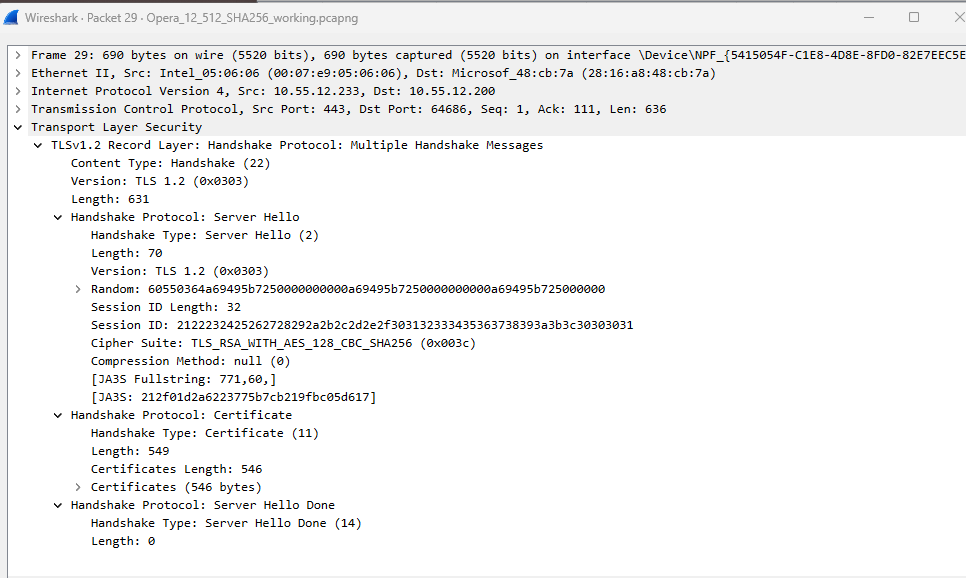 Wireshark · Packet 29 · Opera_12_512_SHA256_working.pcapng
Frame 29: 690 bytes on wire (5520 bits), 690 bytes captured (5520 bits) on interface \Device\NPF_{5415054F-C1E8-4D8E-8FD0-82E7EEC5E
Ethernet II, Src: Intel_05:06:06 (00:07:e9:05:06:06), Dst: Microsof_48:cb:7a (28:16:a8:48:cb:7a)
Internet Protocol Version 4, Src: 10.55.12.233, Dst: 10.55.12.200
Transmission Control Protocol, Src Port: 443, Dst Port: 64686, Seq: 1, Ack: 111, Len: 636
Transport Layer Security
TLSv1.2 Record Layer: Handshake Protocol: Multiple Handshake Messages
Content Type: Handshake (22)
Version: TLS 1.2 (0x0303)
Length: 631
Handshake Protocol: Server Hello
Handshake Type: Server Hello (2)
Length: 70
Version: TLS 1.2 (0x0303)
Random: 60550364a69495b7250000000000a69495b7250000000000a69495b725000000
Session ID Length: 32
Session ID: 2122232425262728292a2b2c2d2e2f303132333435363738393a3b3c30303031
Cipher Suite: TLS_RSA_WITH_AES_128_CBC_SHA256 (0x003c)
Compression Method: null (0)
[JA3S Fullstring: 771,60,]
[JA3S: 212f01d2a6223775b7cb219fbc05d617]
Handshake Protocol: Certificate
Handshake Type: Certificate (11)
Length: 549
Certificates Length: 546
Certificates (546 bytes)
Handshake Protocol: Server Hello Done
Handshake Type: Server Hello Done (14)
Length: 0